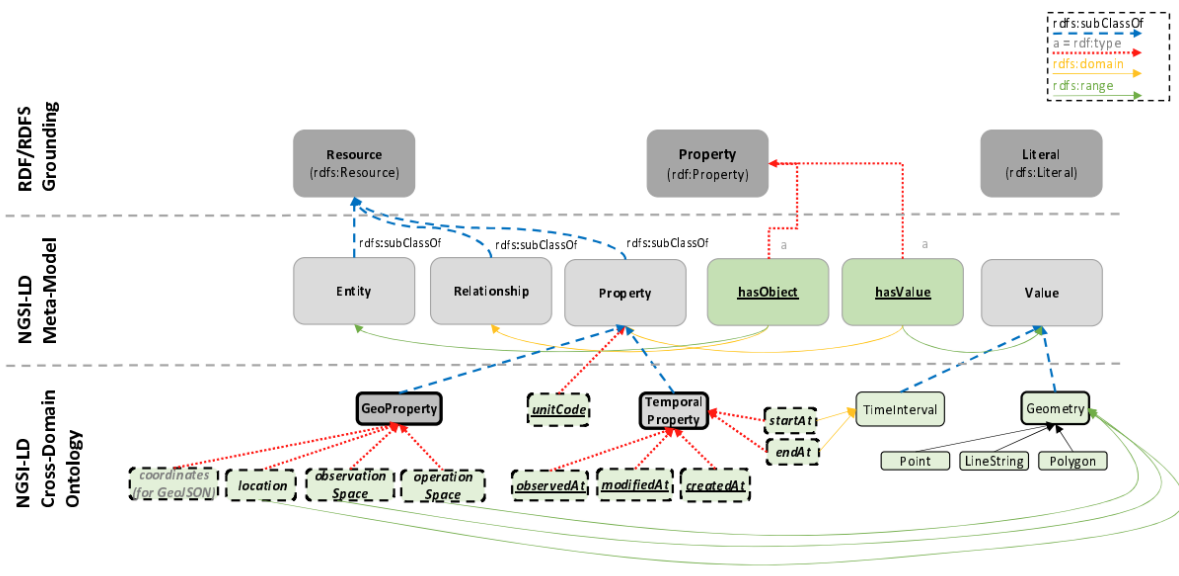 rdfs:subClassOf
a = rdf:type
rdfs:domain
rdfs:range
RDF/RDFS
Grounding
Resource
(rdfs:Resource)
Property
(rdf:Property)
Literal
(rdfs:Literal)
rdfs:subClassOf
rdfs:subClassOf
rdfs:subClassOf
a
a
NGSI-LD
Meta-Model
Entity
Relationship
Property
hasObject
hasValue
Value
NGSI-LD
Cross-Domain
Ontology
GeoProperty
unitCode
Temporal
Property
startAt
endAt
TimeInterval
Geometry
Point
LineString
Polygon
coordinates
(for GeoJSON)
location
observation
Space
operation
Space
observedAt
modifiedAt
createdAt